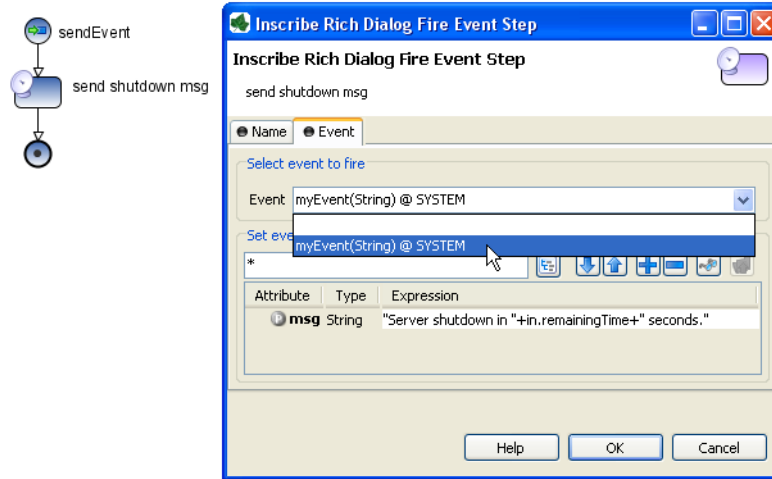 sendEvent
send shutdown msg
Inscribe Rich Dialog Fire Event Step
Inscribe Rich Dialog Fire Event Step
send shutdown msg
Name
Event
Select event to fire
Event
myEvent(String) @ SYSTEM
Set eve
myEvent(String) @ SYSTEM
*
Attribute Type Expression
msg String "Server shutdown in "+in.remainingTime+" seconds."
Help OK Cancel